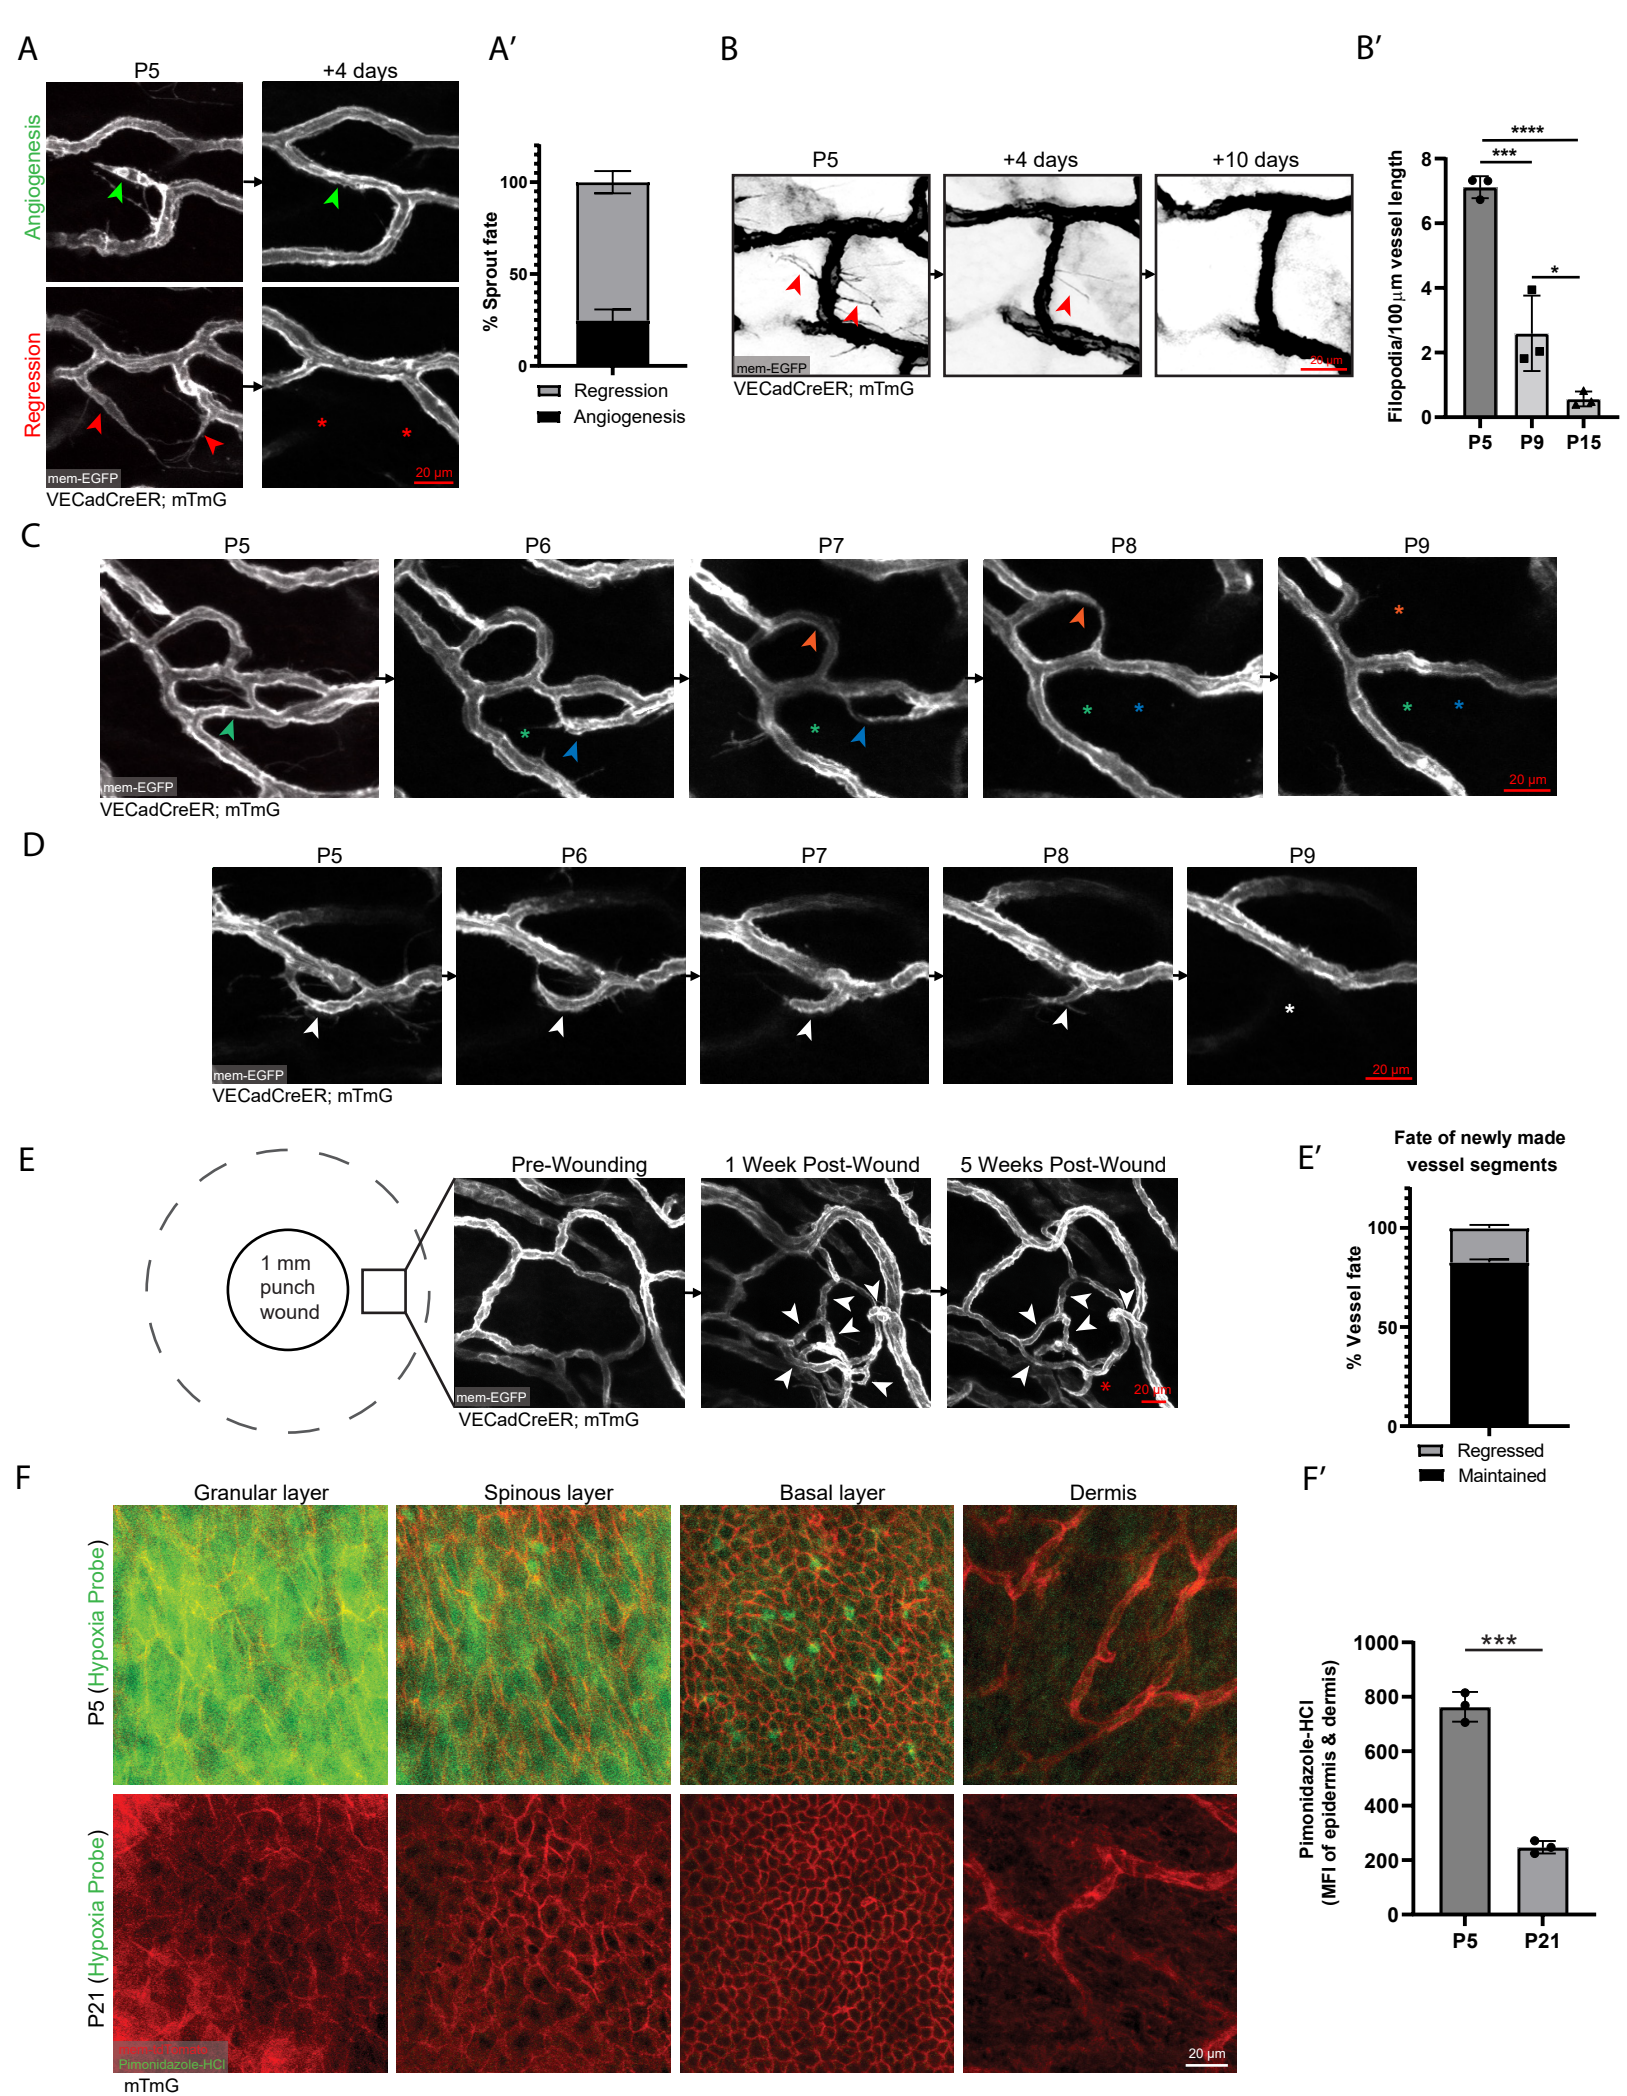 A
P5
+4 days
Angiogenesis
Regression
mem-EGFP
20 µm
VECadCreER; mTmG
A′
% Sprout fate
100
50
0
Regression
Angiogenesis
B
P5
+4 days
+10 days
mem-EGFP
20 µm
VECadCreER; mTmG
B′
Filopodia/100 µm vessel length
8
6
4
2
0
****
***
*
P5
P9
P15
C
P5
P6
P7
P8
P9
mem-EGFP
20 µm
VECadCreER; mTmG
D
P5
P6
P7
P8
P9
mem-EGFP
20 µm
VECadCreER; mTmG
E
1 mm
punch
wound
Pre-Wounding
1 Week Post-Wound
5 Weeks Post-Wound
mem-EGFP
20 µm
VECadCreER; mTmG
E′
Fate of newly made
vessel segments
% Vessel fate
100
50
0
Regressed
Maintained
F
Granular layer
Spinous layer
Basal layer
Dermis
P5 (Hypoxia Probe)
P21 (Hypoxia Probe)
Pimonidazole-HCl
20 µm
mTmG
F′
Pimonidazole-HCl
(MFI of epidermis & dermis)
1000
800
600
400
200
0
***
P5
P21